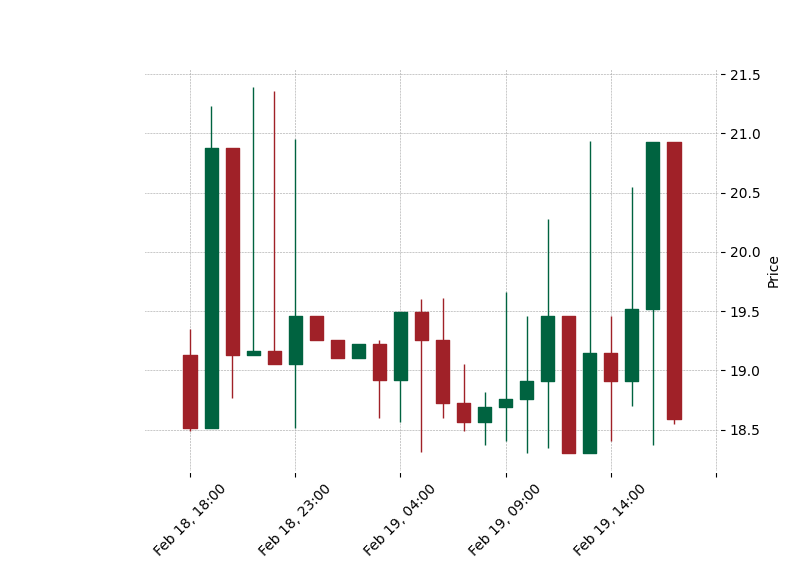 21.5
21.0
20.5
20.0
19.5
19.0
18.5
Price
Feb 18, 18:00
Feb 18, 23:00
Feb 19, 04:00
Feb 19, 09:00
Feb 19, 14:00